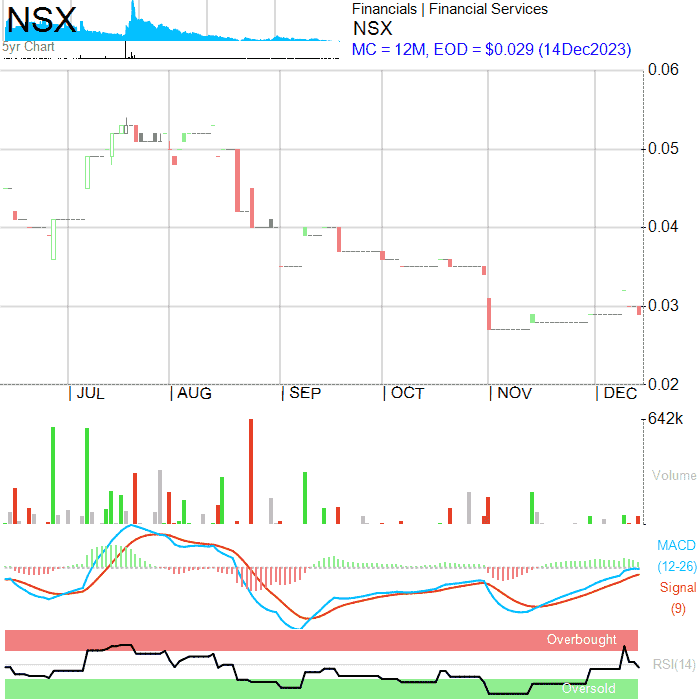 NSX
5yr Chart
Financials | Financial Services
NSX
MC = 12M, EOD = $0.029 (14Dec2023)
0.06
0.05
0.04
0.03
0.02
JUL AUG SEP OCT NOV DEC
642k
Volume
MACD
(12-26)
Signal
(9)
Overbought
RSI(14)
Oversold